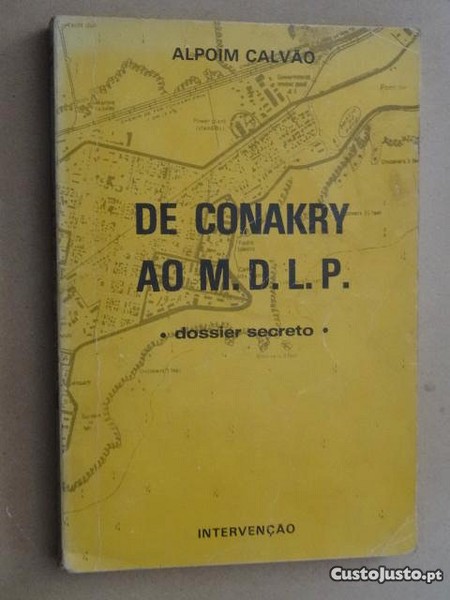 ALPOIM CALVÃO
DE CONAKRY
AO M.D.L.P.
• dossier secreto •
INTERVENÇÃO
CustoJusto.pt